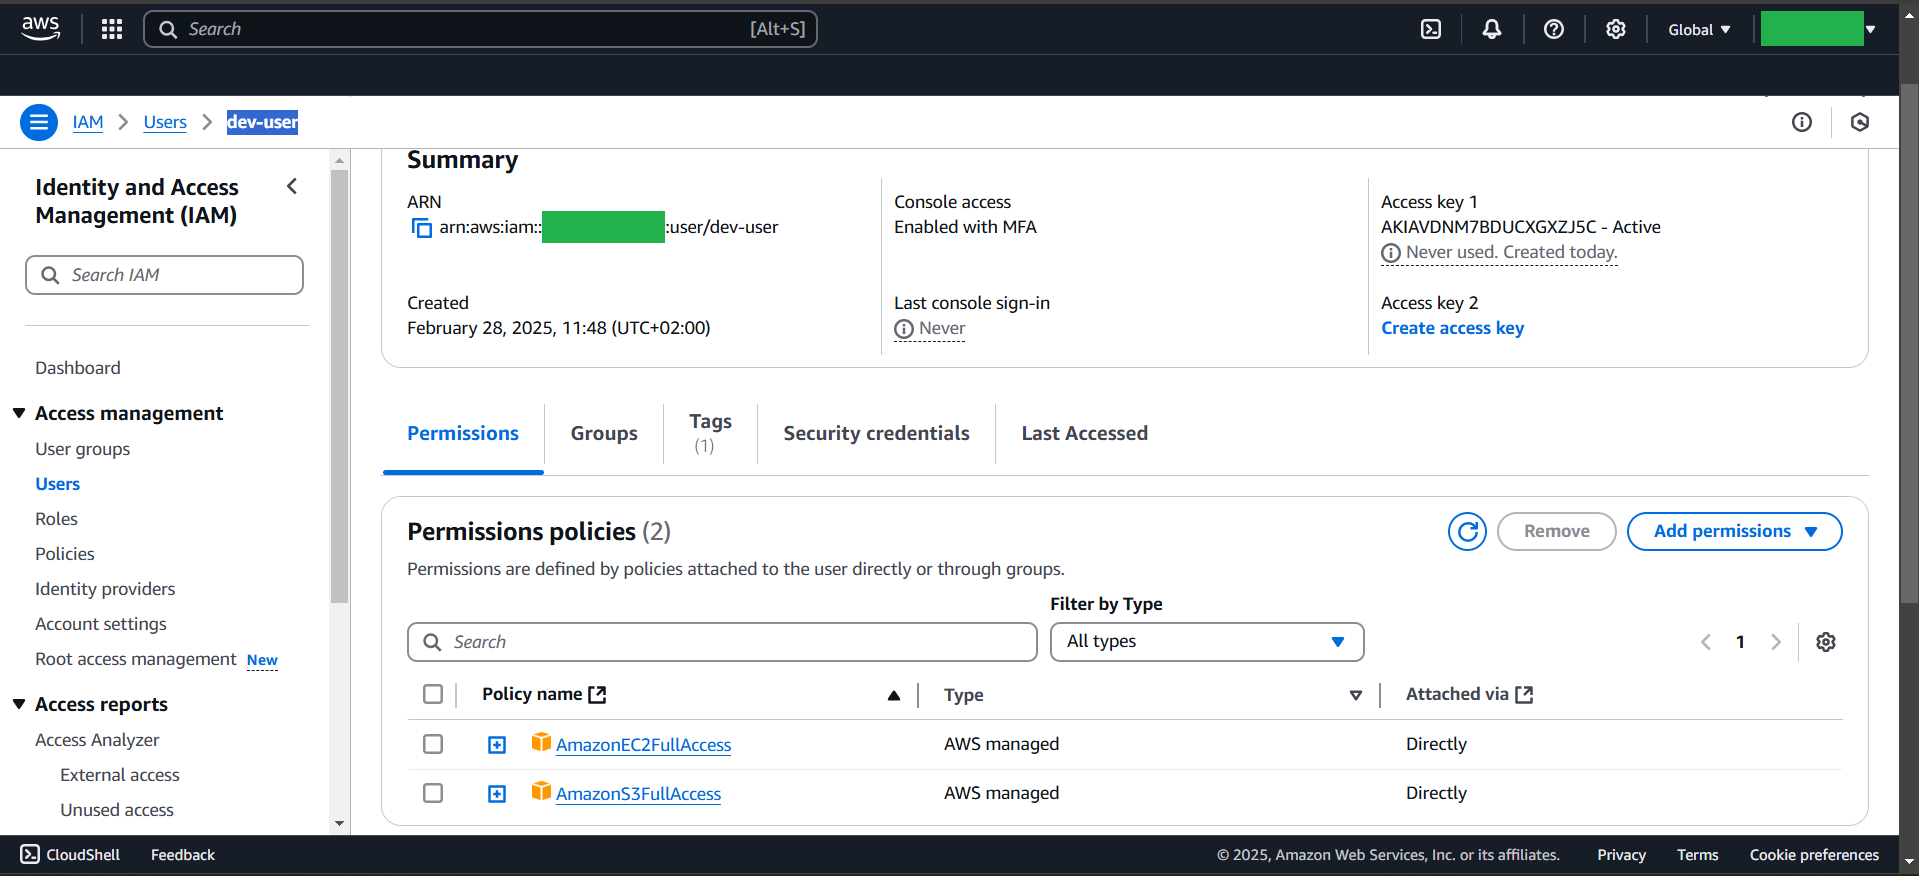 aws
Search
[Alt+S]
Global
IAM
Users
dev-user
Identity and Access
Management (IAM)
Search IAM
Dashboard
Access management
User groups
Users
Roles
Policies
Identity providers
Account settings
Root access management New
Access reports
Access Analyzer
External access
Unused access
Summary
ARN
arn:aws:iam:: :user/dev-user
Created
February 28, 2025, 11:48 (UTC+02:00)
Console access
Enabled with MFA
Last console sign-in
Never
Access key 1
AKIAVDNM7BDUCXGXZJ5C - Active
Never used. Created today.
Access key 2
Create access key
Permissions
Groups
Tags
(1)
Security credentials
Last Accessed
Permissions policies (2)
Remove
Add permissions
Permissions are defined by policies attached to the user directly or through groups.
Filter by Type
Search
All types
1
Policy name
Type
Attached via
AmazonEC2FullAccess
AWS managed
Directly
AmazonS3FullAccess
AWS managed
Directly
CloudShell
Feedback
© 2025, Amazon Web Services, Inc. or its affiliates.
Privacy
Terms
Cookie preferences